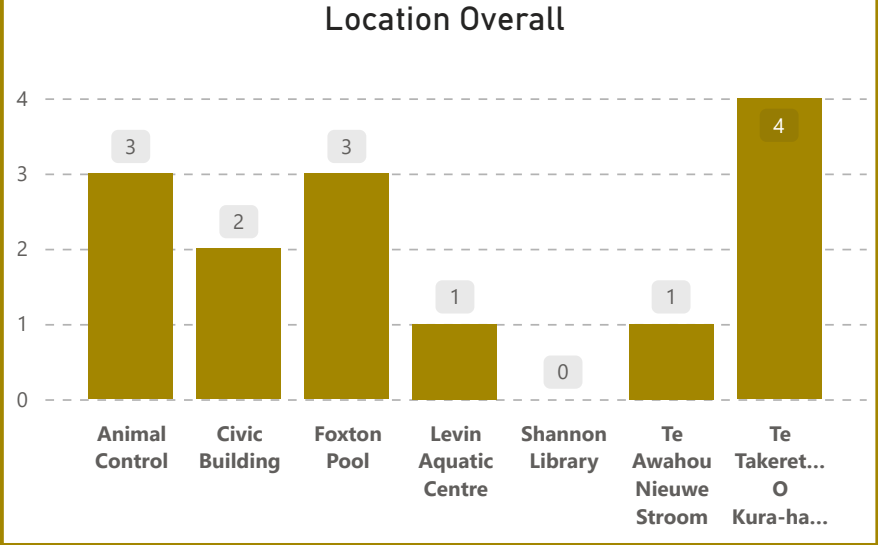 Location Overall
4
3
2
1
0
3
2
3
1
0
1
4
Animal
Control
Civic
Building
Foxton
Pool
Levin
Aquatic
Centre
Shannon
Library
Te
Awahou
Nieuwe
Stroom
Te
Takeret...
O
Kura-ha...